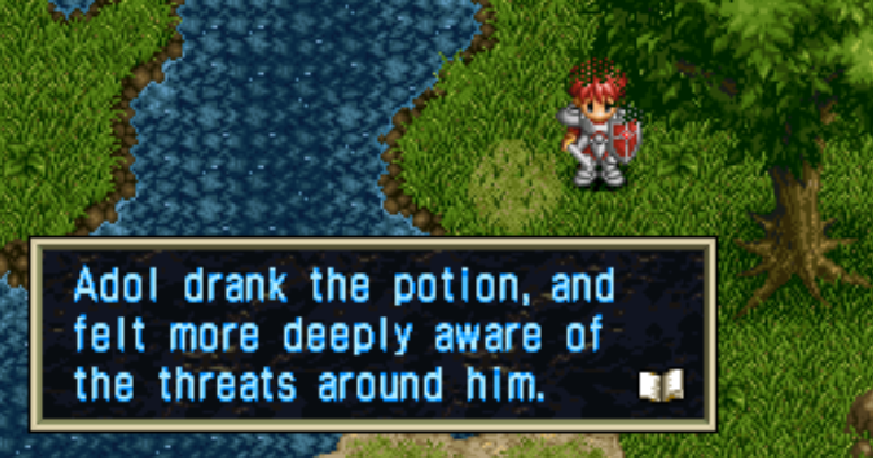 Adol drank the potion, and
felt more deeply aware of
the threats around him.